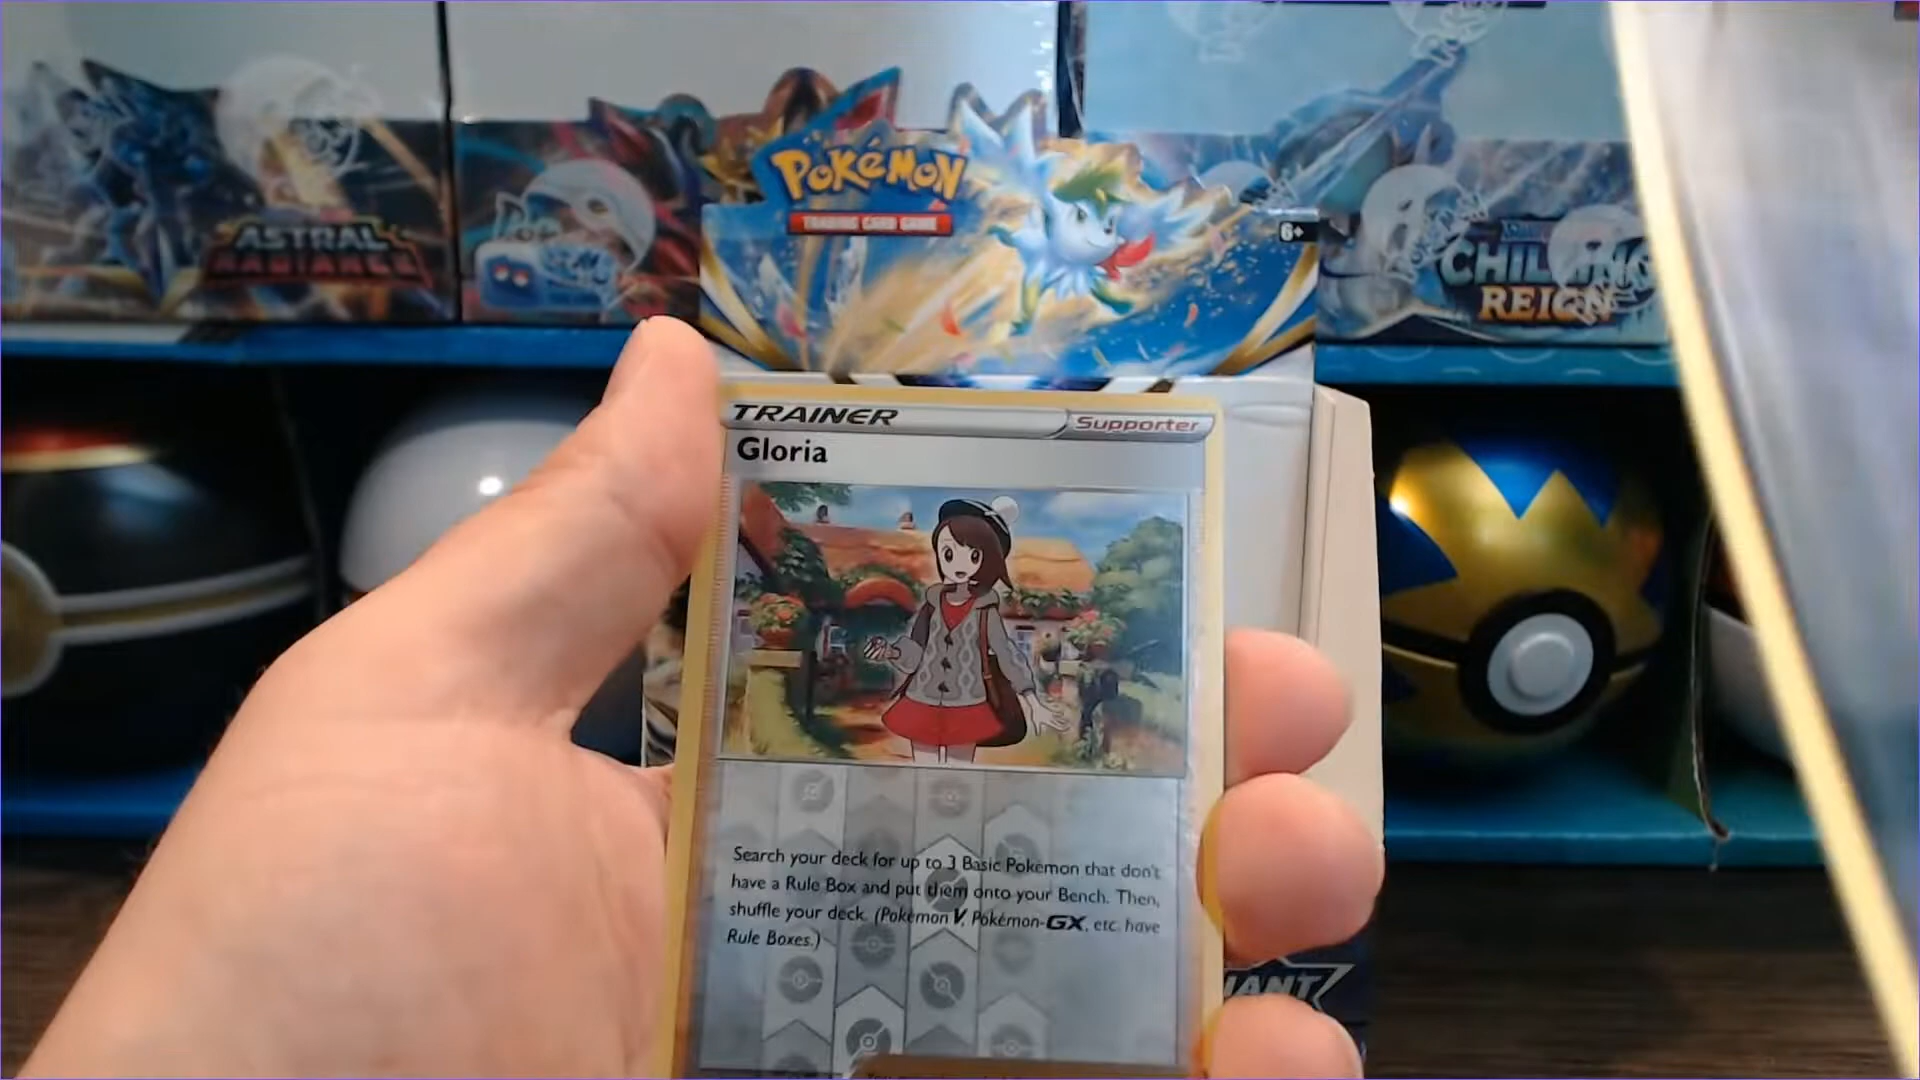 POKéMON
TRADING CARD GAME
6+
ASTRAL
RADIANCE
CHILLING
REIGN
TRAINER
Supporter
Gloria
Search your deck for up to 3 Basic Pokémon that don't
have a Rule Box and put them onto your Bench. Then,
shuffle your deck. (Pokémon V, Pokémon-GX, etc. have
Rule Boxes.)